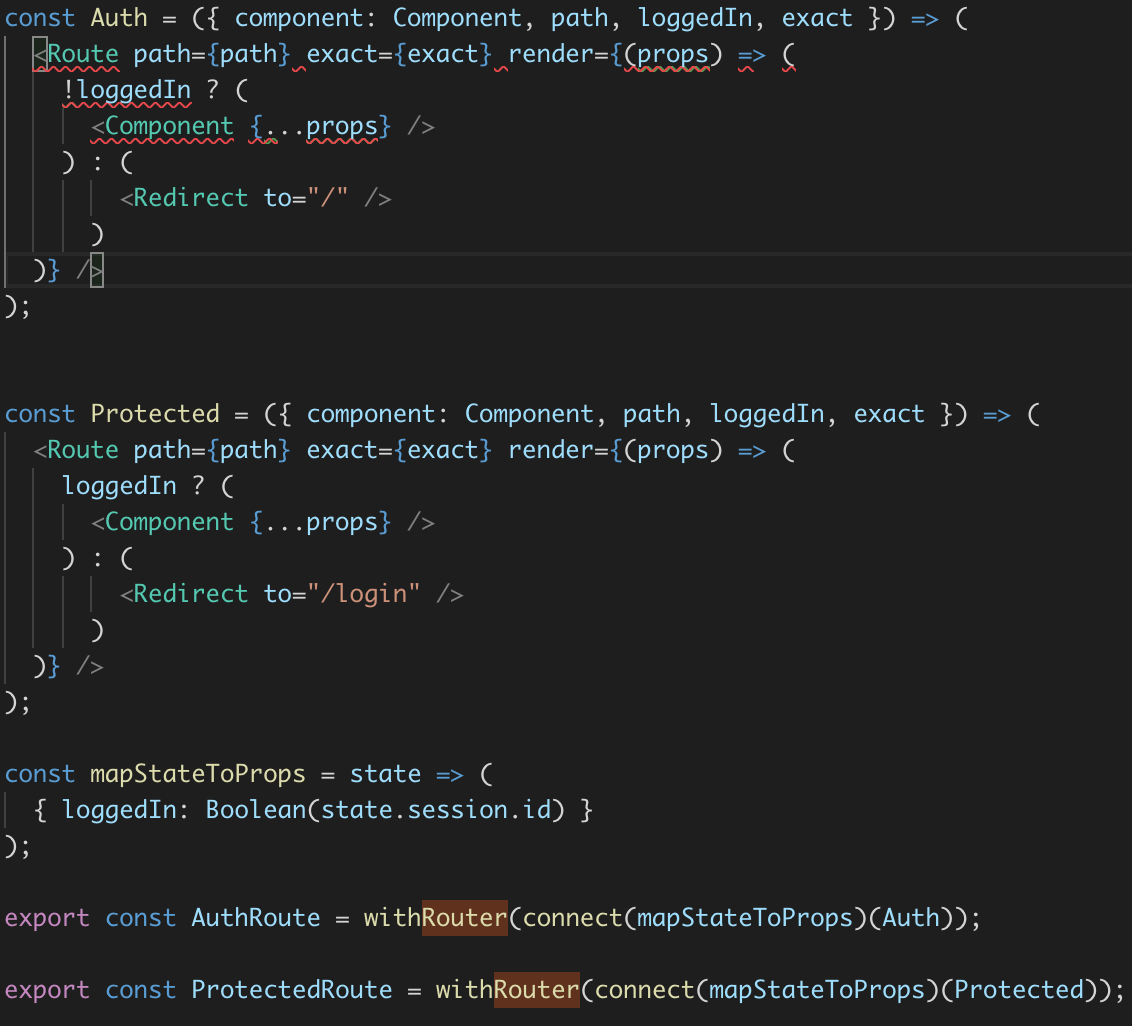 const Auth = ({ component: Component, path, loggedIn, exact }) => (
  <Route path={path} exact={exact} render={(props) => (
    !loggedIn ? (
      <Component {...props} />
    ) : (
        <Redirect to="/" />
      )
  )} />
);

const Protected = ({ component: Component, path, loggedIn, exact }) => (
  <Route path={path} exact={exact} render={(props) => (
    loggedIn ? (
      <Component {...props} />
    ) : (
        <Redirect to="/login" />
      )
  )} />
);

const mapStateToProps = state => (
  { loggedIn: Boolean(state.session.id) }
);

export const AuthRoute = withRouter(connect(mapStateToProps)(Auth));

export const ProtectedRoute = withRouter(connect(mapStateToProps)(Protected));